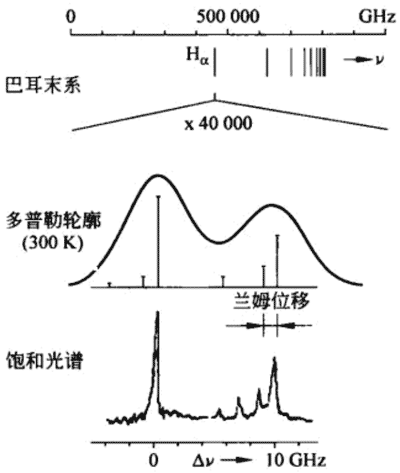 0 500 000 GHz
Hα
ν
巴耳末系
x 40 000
多普勒轮廓
(300 K)
兰姆位移
饱和光谱
0 Δν 10 GHz